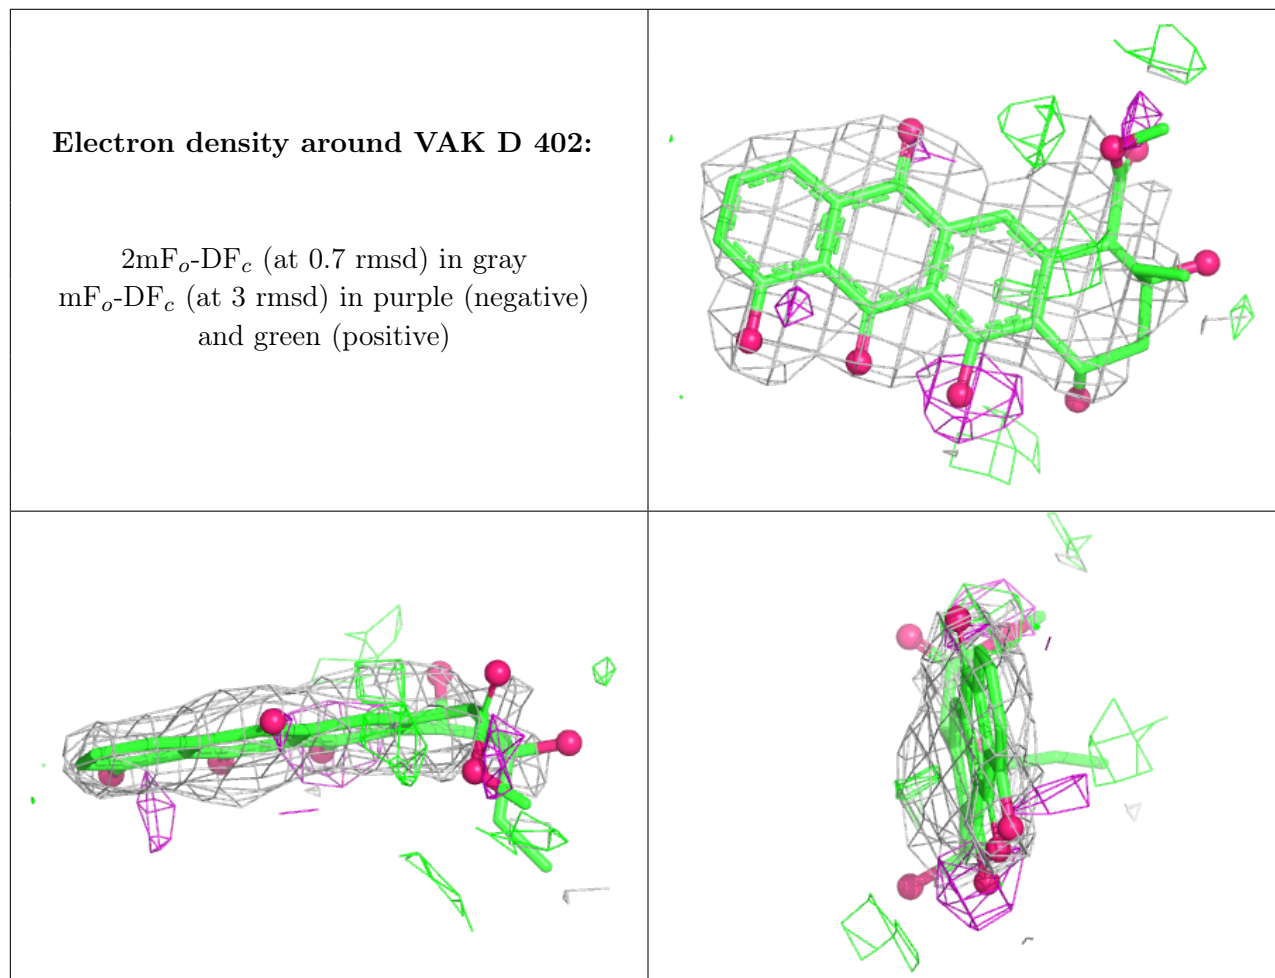 Electron density around VAK D 402:
2mFo-DFc (at 0.7 rmsd) in gray
mFo-DFc (at 3 rmsd) in purple (negative)
and green (positive)